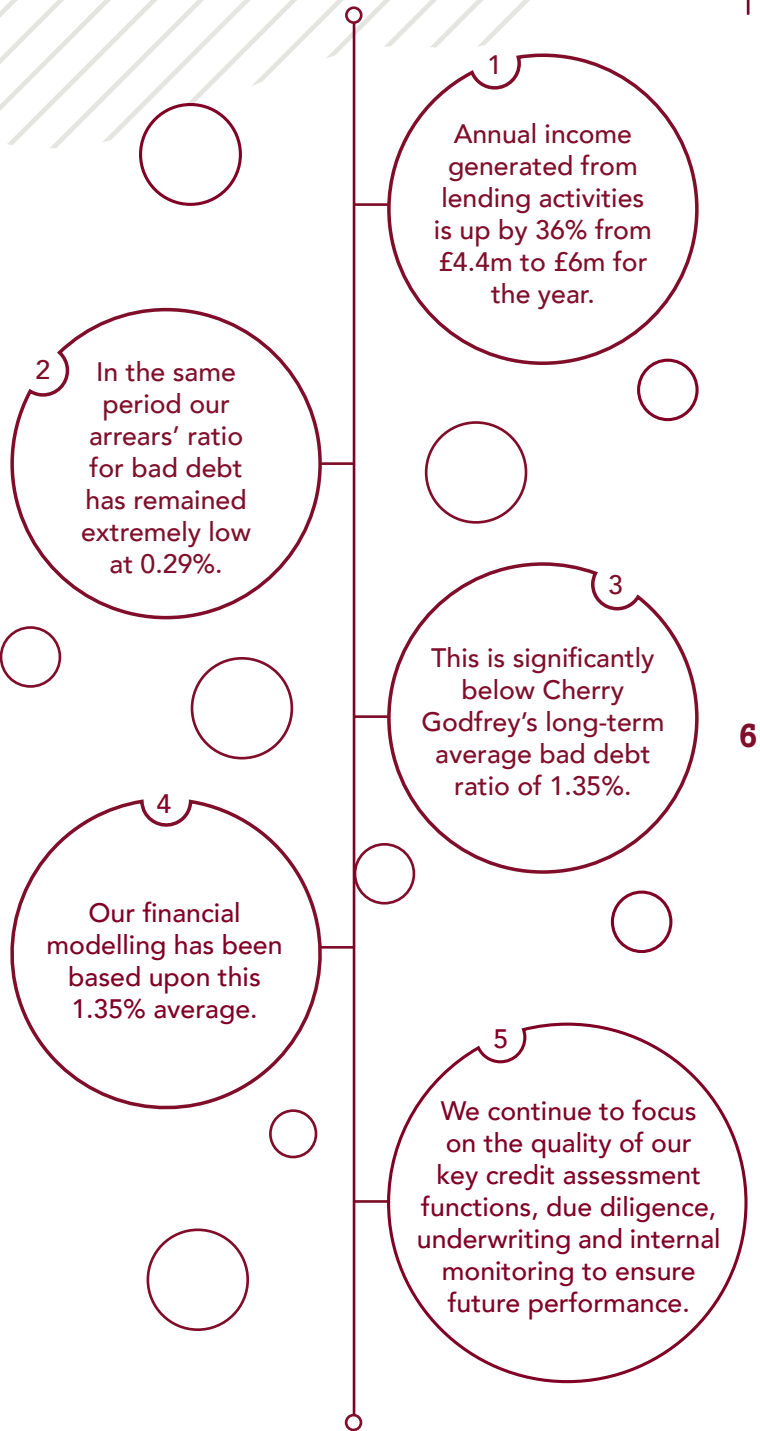 1
Annual income
generated from
lending activities
is up by 36% from
£4.4m to £6m for
the year.
2
In the same
period our
arrears’ ratio
for bad debt
has remained
extremely low
at 0.29%.
3
This is significantly
below Cherry
Godfrey’s long-term
average bad debt
ratio of 1.35%.
6
4
Our financial
modelling has been
based upon this
1.35% average.
5
We continue to focus
on the quality of our
key credit assessment
functions, due diligence,
underwriting and internal
monitoring to ensure
future performance.